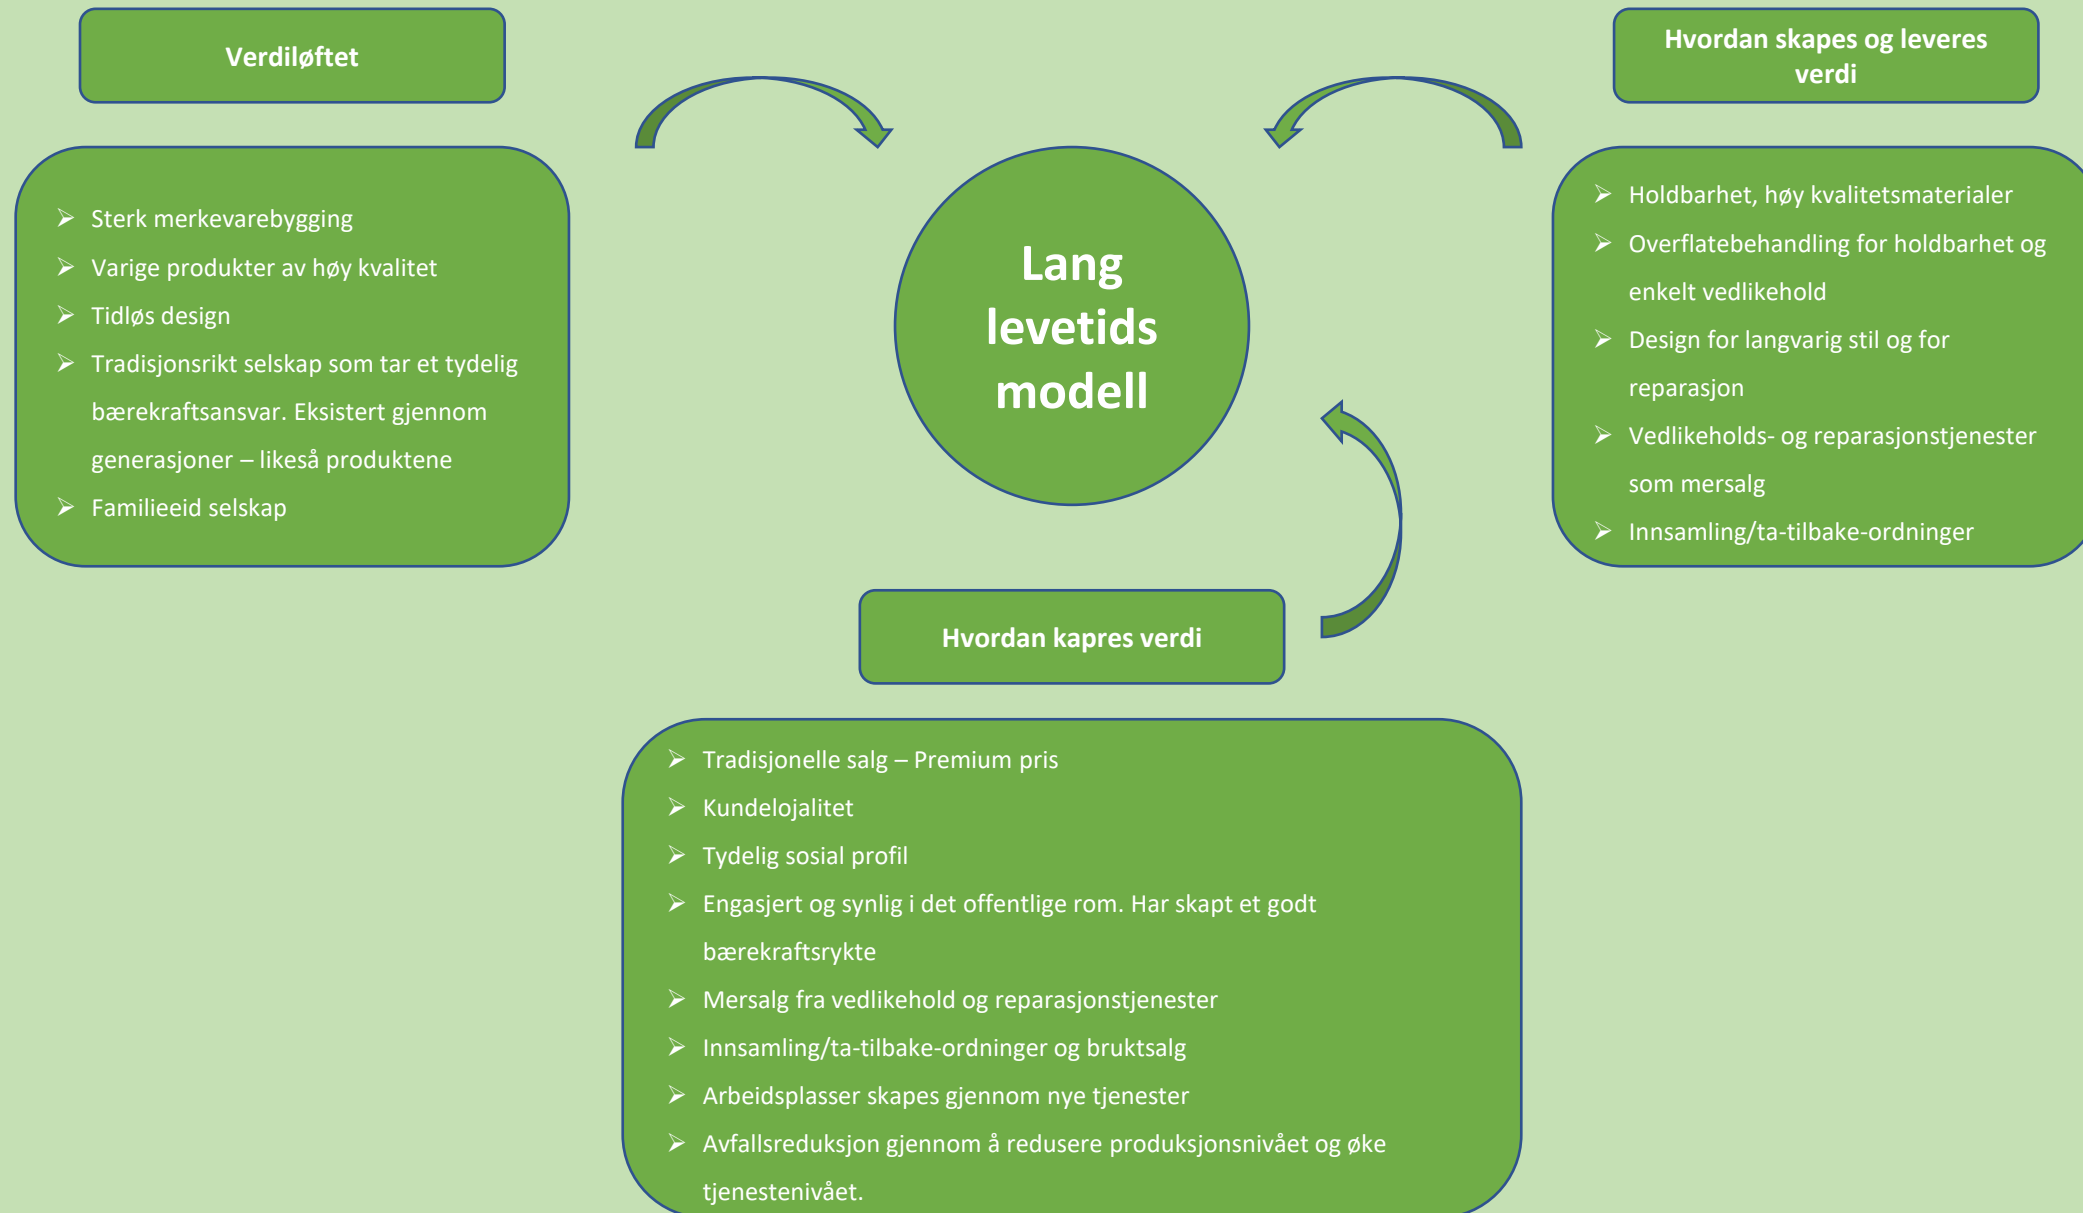 Verdiløftet
➢ Sterk merkevarebygging
➢ Varige produkter av høy kvalitet
➢ Tidløs design
➢ Tradisjonsrikt selskap som tar et tydelig
bærekraftsansvar. Eksistert gjennom
generasjoner – likeså produktene
➢ Familieeid selskap
Lang
levetids
modell
Hvordan skapes og leveres
verdi
➢ Holdbarhet, høy kvalitetsmaterialer
➢ Overflatebehandling for holdbarhet og
enkelt vedlikehold
➢ Design for langvarig stil og for
reparasjon
➢ Vedlikeholds- og reparasjonstjenester
som mersalg
➢ Innsamling/ta-tilbake-ordninger
Hvordan kapres verdi
➢ Tradisjonelle salg – Premium pris
➢ Kundelojalitet
➢ Tydelig sosial profil
➢ Engasjert og synlig i det offentlige rom. Har skapt et godt
bærekraftsrykte
➢ Mersalg fra vedlikehold og reparasjonstjenester
➢ Innsamling/ta-tilbake-ordninger og bruktsalg
➢ Arbeidsplasser skapes gjennom nye tjenester
➢ Avfallsreduksjon gjennom å redusere produksjonsnivået og øke
tjenestenivået.